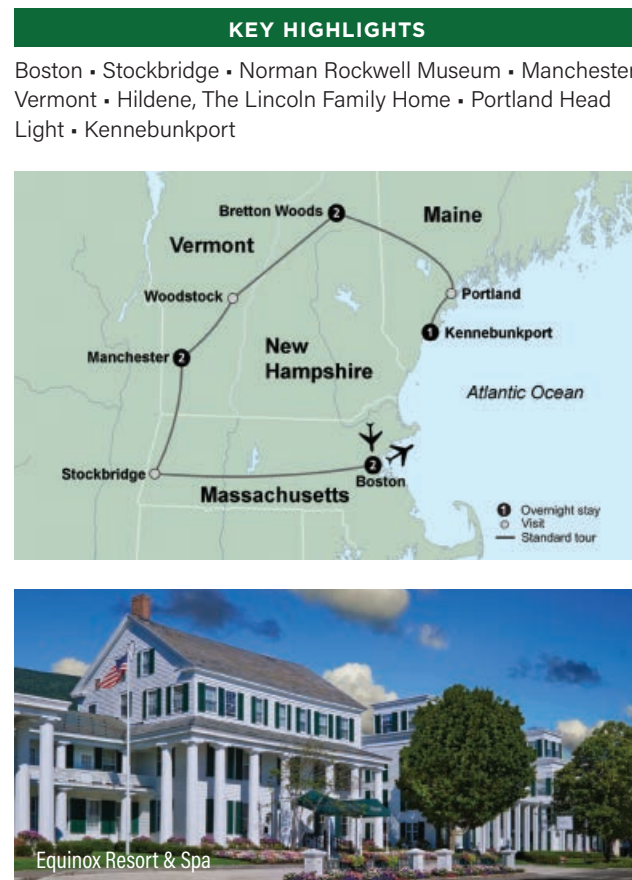 KEY HIGHLIGHTS
Boston • Stockbridge • Norman Rockwell Museum • Manchester
Vermont • Hildene, The Lincoln Family Home • Portland Head
Light • Kennebunkport
Bretton Woods 2
Maine
Vermont
Woodstock
Portland
1 Kennebunkport
Manchester 2
New
Hampshire
Atlantic Ocean
Stockbridge
2
Boston
Massachusetts
1 Overnight stay
Visit
Standard tour
Equinox Resort & Spa